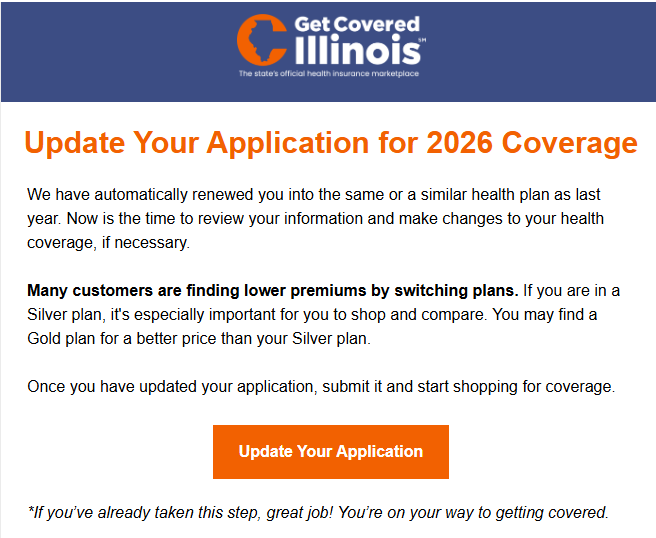 Get Covered
Illinois℠
The state's official health insurance marketplace
Update Your Application for 2026 Coverage
We have automatically renewed you into the same or a similar health plan as last
year. Now is the time to review your information and make changes to your health
coverage, if necessary.
Many customers are finding lower premiums by switching plans. If you are in a
Silver plan, it's especially important for you to shop and compare. You may find a
Gold plan for a better price than your Silver plan.
Once you have updated your application, submit it and start shopping for coverage.
Update Your Application
*If you’ve already taken this step, great job! You’re on your way to getting covered.